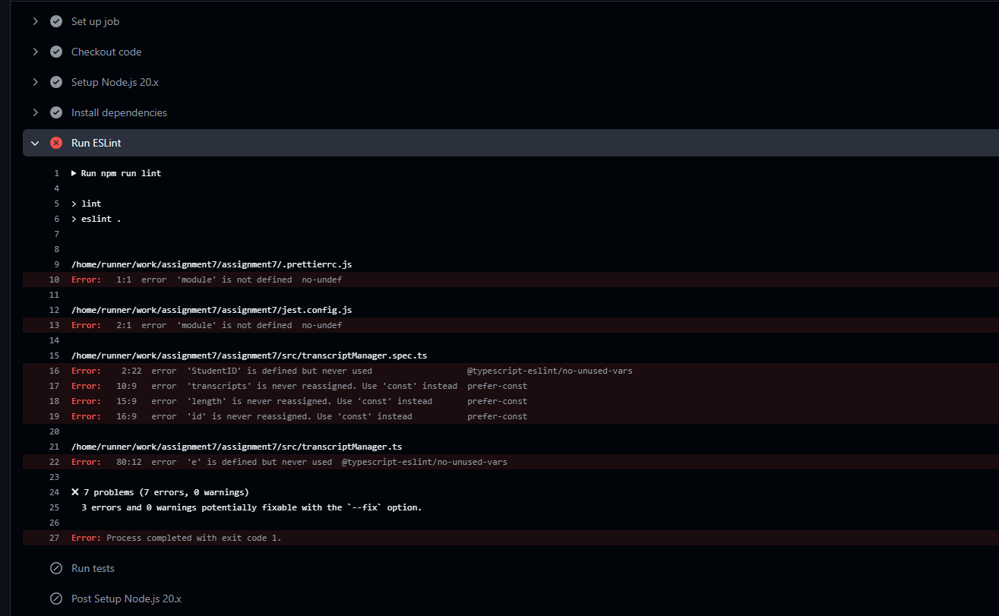 Set up job
Checkout code
Setup Node.js 20.x
Install dependencies
Run ESLint
1 ▶ Run npm run lint
4
5 > lint
6 > eslint .
7
8
9 /home/runner/work/assignment7/assignment7/.prettierrc.js
10 Error:   1:1  error  'module' is not defined  no-undef
11
12 /home/runner/work/assignment7/assignment7/jest.config.js
13 Error:   2:1  error  'module' is not defined  no-undef
14
15 /home/runner/work/assignment7/assignment7/src/transcriptManager.spec.ts
16 Error:    2:22  error  'StudentID' is defined but never used                   @typescript-eslint/no-unused-vars
17 Error:   10:9   error  'transcripts' is never reassigned. Use 'const' instead  prefer-const
18 Error:   15:9   error  'length' is never reassigned. Use 'const' instead       prefer-const
19 Error:   16:9   error  'id' is never reassigned. Use 'const' instead           prefer-const
20
21 /home/runner/work/assignment7/assignment7/src/transcriptManager.ts
22 Error:   80:12  error  'e' is defined but never used  @typescript-eslint/no-unused-vars
23
24 ✖ 7 problems (7 errors, 0 warnings)
25   3 errors and 0 warnings potentially fixable with the `--fix` option.
26
27 Error: Process completed with exit code 1.
Run tests
Post Setup Node.js 20.x